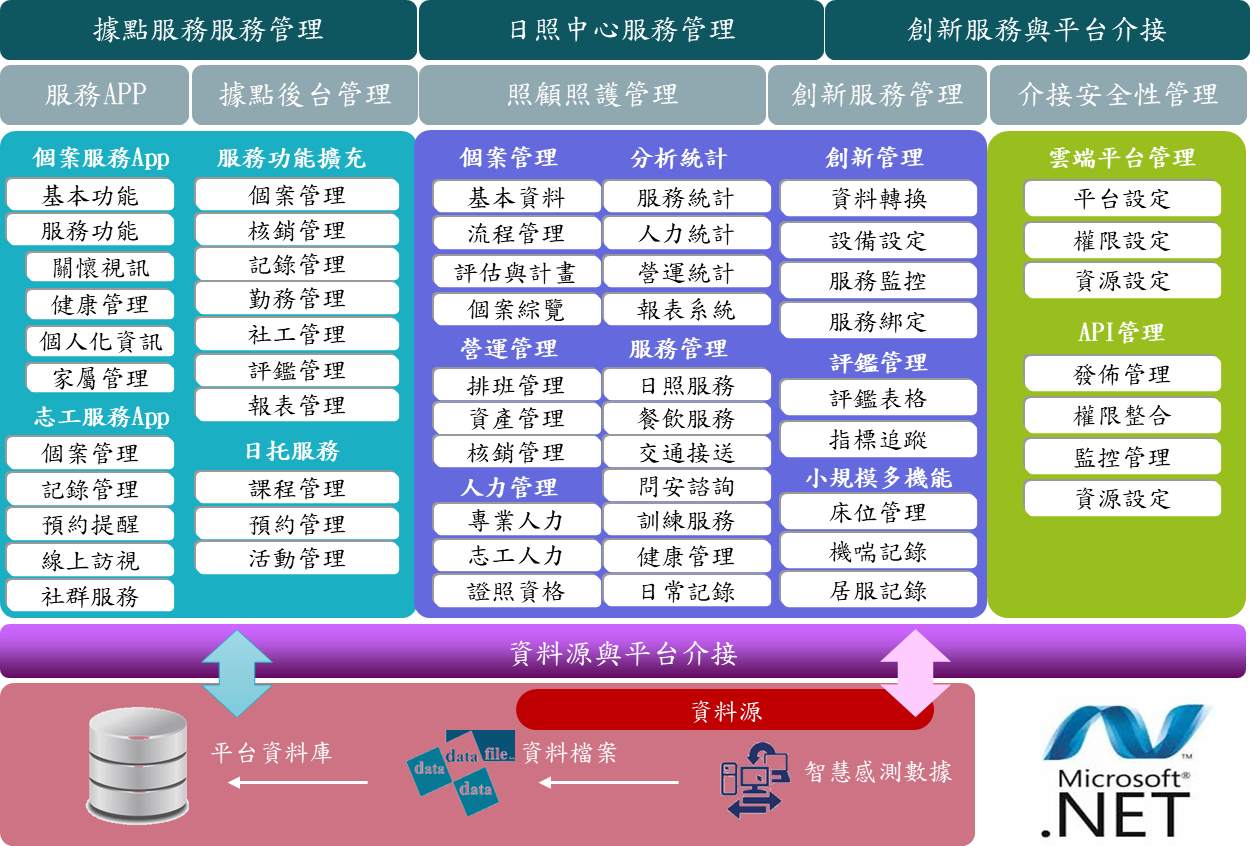 據點服務服務管理
日照中心服務管理
創新服務與平台介接
服務APP
據點後台管理
照顧照護管理
創新服務管理
介接安全性管理
個案服務App
基本功能
服務功能
關懷視訊
健康管理
個人化資訊
家屬管理
志工服務App
個案管理
記錄管理
預約提醒
線上訪視
社群服務
服務功能擴充
個案管理
核銷管理
記錄管理
勤務管理
社工管理
評鑑管理
報表管理
日托服務
課程管理
預約管理
活動管理
個案管理
基本資料
流程管理
評估與計畫
個案綜覽
營運管理
排班管理
資產管理
核銷管理
人力管理
專業人力
志工人力
證照資格
分析統計
服務統計
人力統計
營運統計
報表系統
服務管理
日照服務
餐飲服務
交通接送
問安諮詢
訓練服務
健康管理
日常記錄
創新管理
資料轉換
設備設定
服務監控
服務綁定
評鑑管理
評鑑表格
指標追蹤
小規模多機能
床位管理
機喘記錄
居服記錄
雲端平台管理
平台設定
權限設定
資源設定
API管理
發佈管理
權限整合
監控管理
資源設定
資料源與平台介接
資料源
平台資料庫
data
data
file
data
資料檔案
智慧感測數據
Microsoft®
.NET